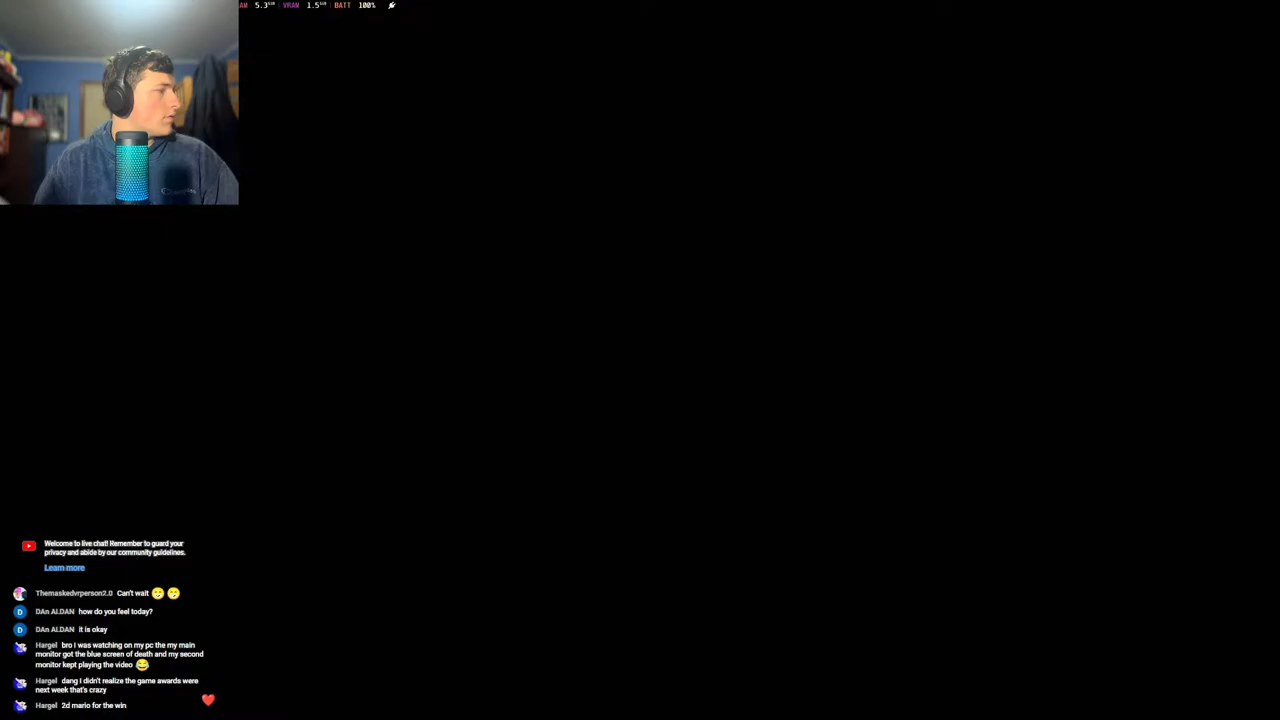 AM 5.3GiB VRAM 1.5GiB BATT 100%
Champion
Welcome to live chat! Remember to guard your
privacy and abide by our community guidelines.
Learn more
Themaskedvrperson2.0 Can't wait
D DAn ALDAN how do you feel today?
D DAn ALDAN it is okay
Hargel bro I was watching on my pc the my main
monitor got the blue screen of death and my second
monitor kept playing the video
Hargel dang I didn't realize the game awards were
next week that's crazy
Hargel 2d mario for the win